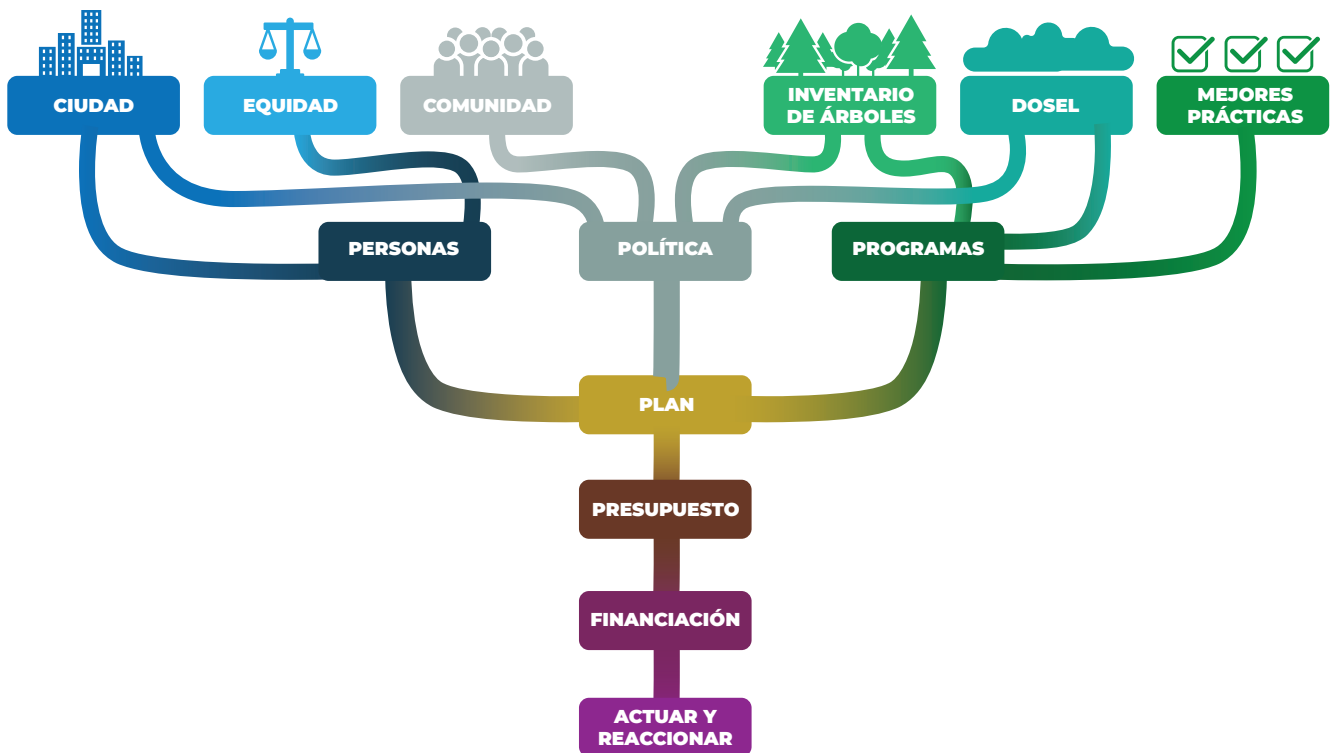 CIUDAD
EQUIDAD
COMUNIDAD
INVENTARIO
DE ÁRBOLES
DOSEL
MEJORES
PRÁCTICAS
PERSONAS
POLÍTICA
PROGRAMAS
PLAN
PRESUPUESTO
FINANCIACIÓN
ACTUAR Y
REACCIONAR